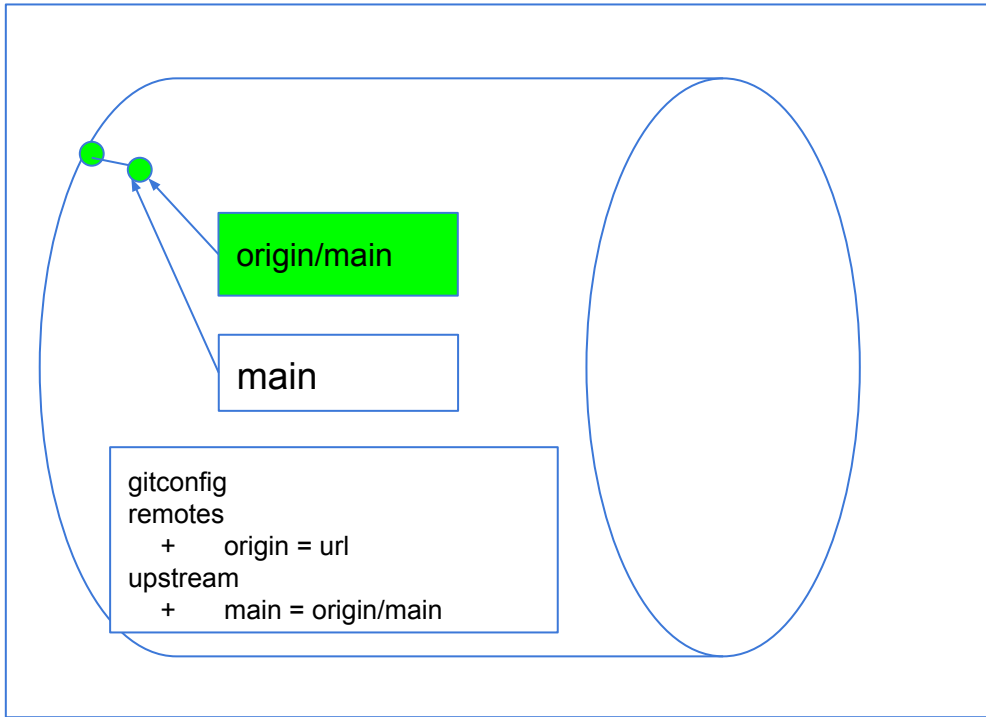 origin/main
main
gitconfig
remotes
+ origin = url
upstream
+ main = origin/main